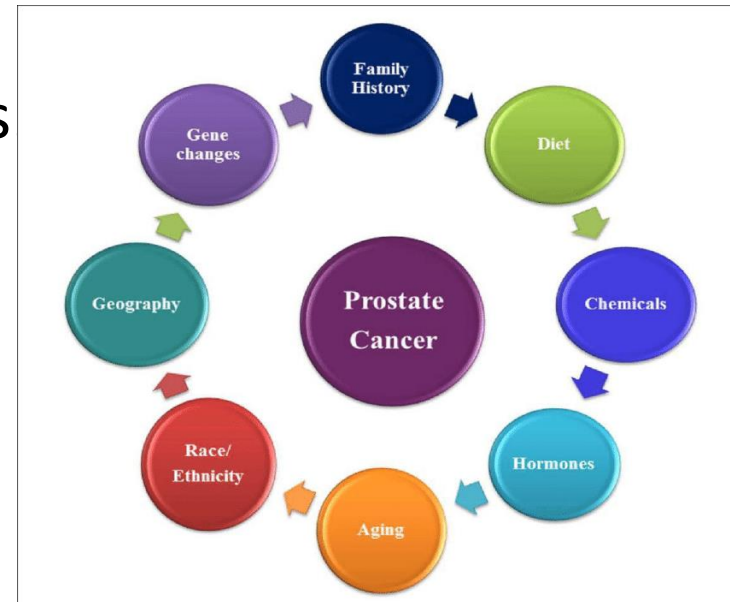 s
Family
History
Diet
Chemicals
Hormones
Aging
Race/
Ethnicity
Geography
Gene
changes
Prostate
Cancer